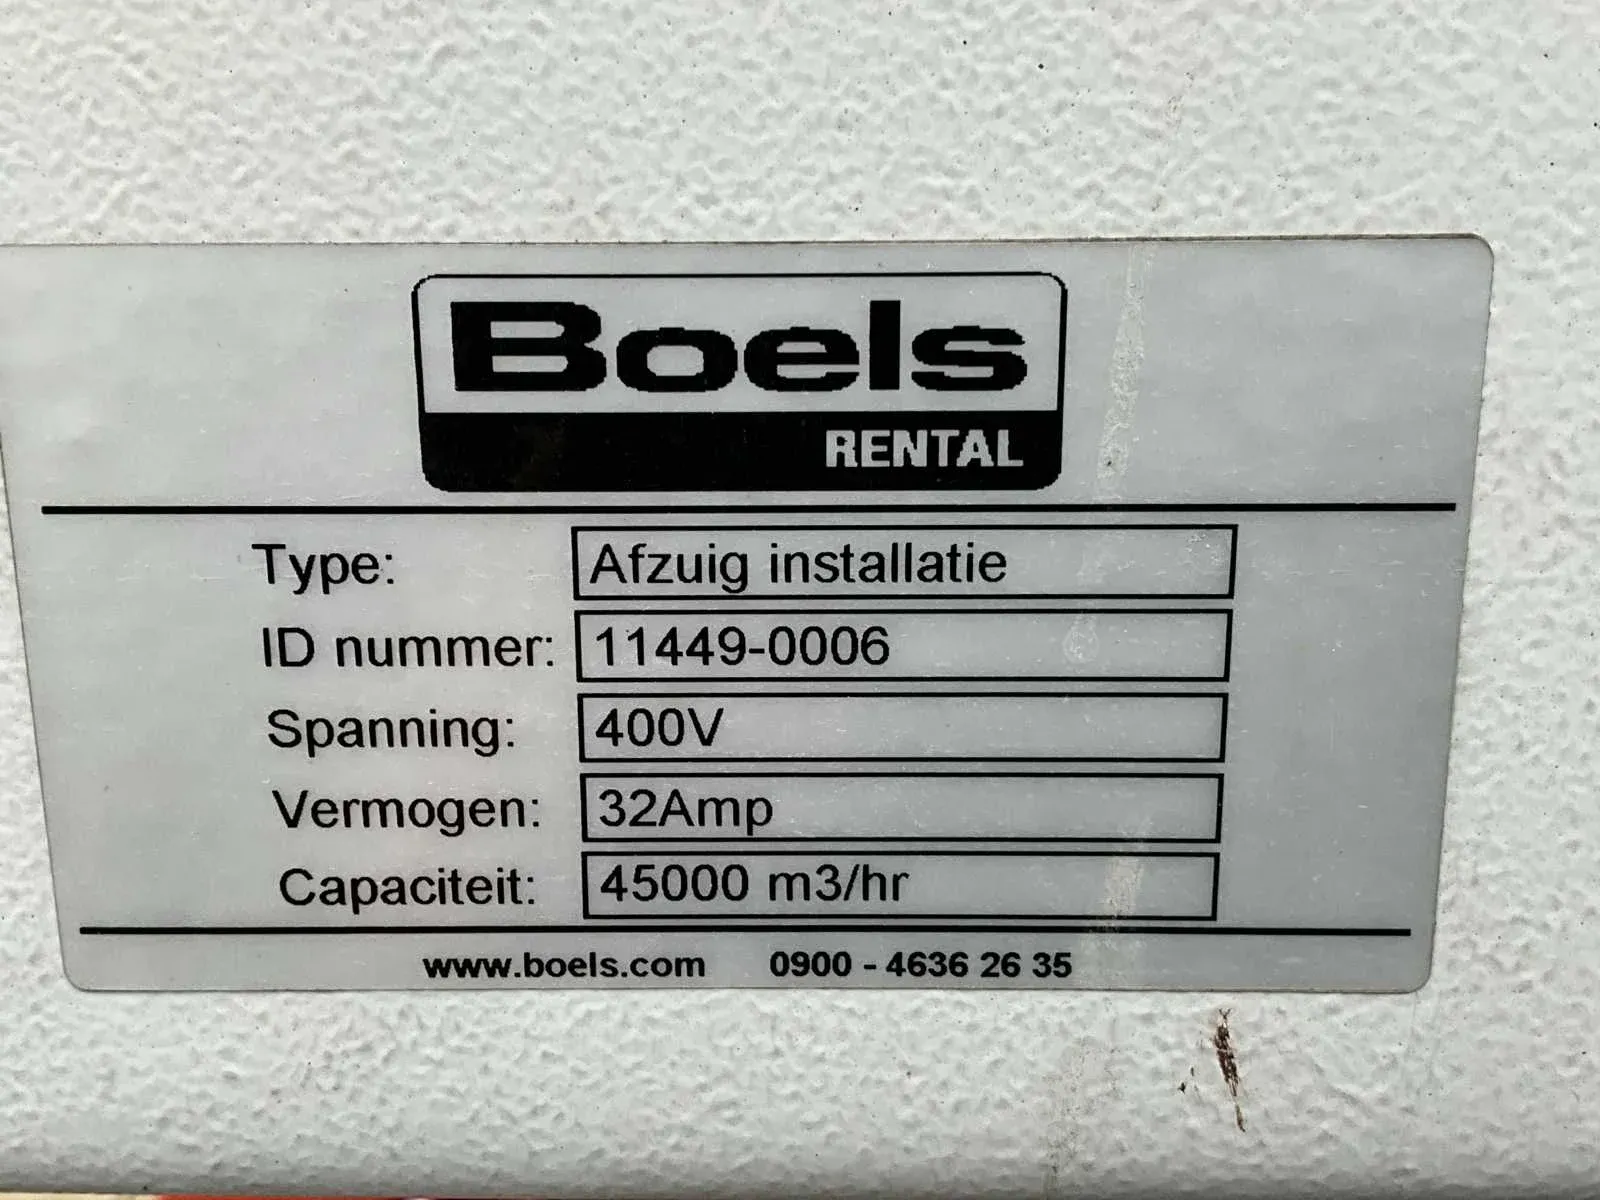 Boels
RENTAL
Type: Afzuig installatie
ID nummer: 11449-0006
Spanning: 400V
Vermogen: 32Amp
Capaciteit: 45000 m3/hr
www.boels.com 0900 - 4636 26 35